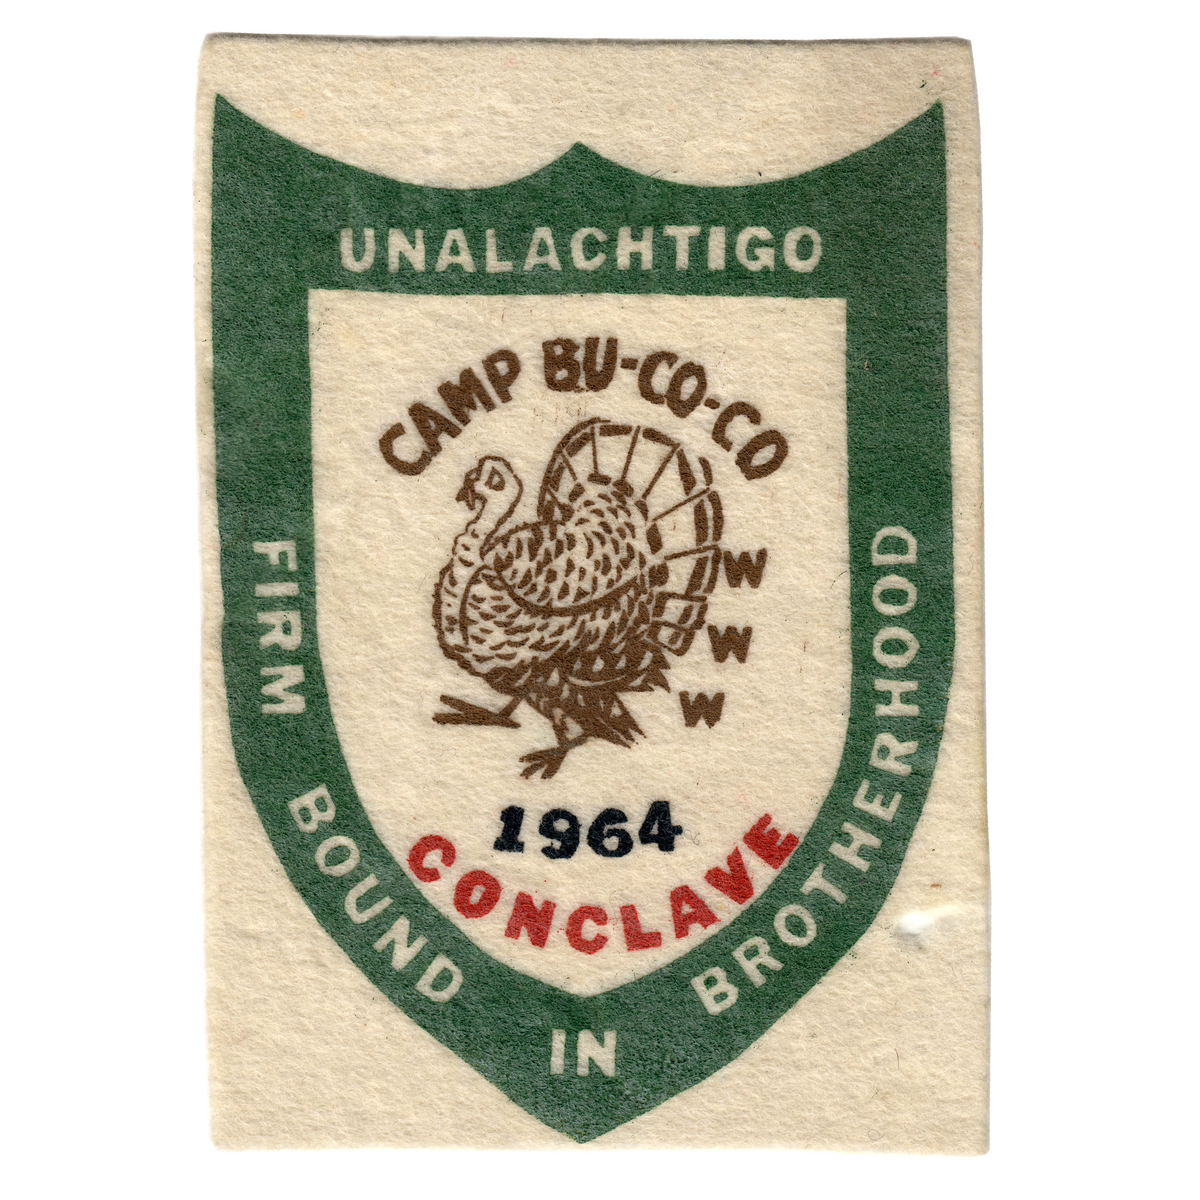 UNALACHTIGO
CAMP BU-CO-CO
W
W
W
1964
CONCLAVE
FIRM BOUND IN BROTHERHOOD